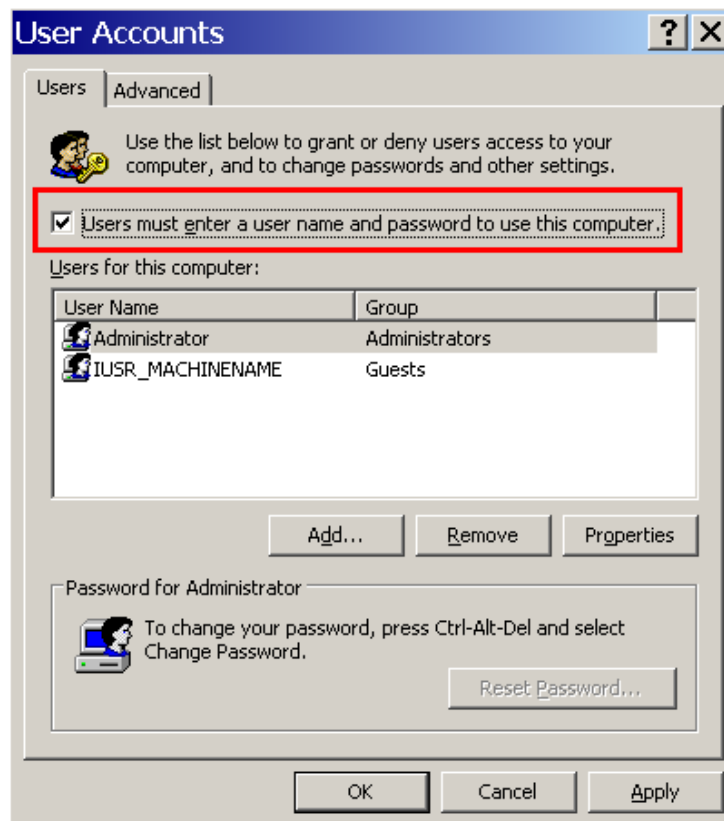 User Accounts
Users
Advanced
Use the list below to grant or deny users access to your
computer, and to change passwords and other settings.
Users must enter a user name and password to use this computer.
Users for this computer:
User Name Group
Administrator Administrators
IUSR_MACHINENAME Guests
Add... Remove Properties
Password for Administrator
To change your password, press Ctrl-Alt-Del and select
Change Password.
Reset Password...
OK Cancel Apply